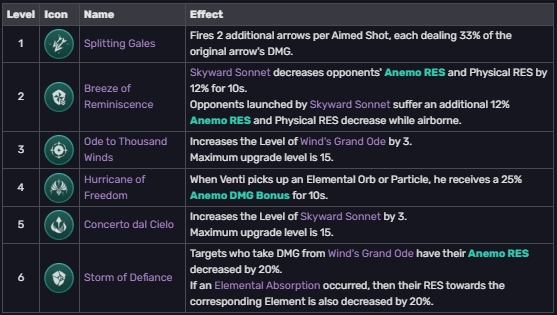 Level Icon Name Effect
1 Splitting Gales Fires 2 additional arrows per Aimed Shot, each dealing 33% of the
original arrow's DMG.
2 Breeze of
Reminiscence
Skyward Sonnet decreases opponents' Anemo RES and Physical RES by
12% for 10s.
Opponents launched by Skyward Sonnet suffer an additional 12%
Anemo RES and Physical RES decrease while airborne.
3 Ode to Thousand
Winds
Increases the Level of Wind's Grand Ode by 3.
Maximum upgrade level is 15.
4 Hurricane of
Freedom
When Venti picks up an Elemental Orb or Particle, he receives a 25%
Anemo DMG Bonus for 10s.
5 Concerto dal Cielo Increases the Level of Skyward Sonnet by 3.
Maximum upgrade level is 15.
6 Storm of Defiance
Targets who take DMG from Wind's Grand Ode have their Anemo RES
decreased by 20%.
If an Elemental Absorption occurred, then their RES towards the
corresponding Element is also decreased by 20%.